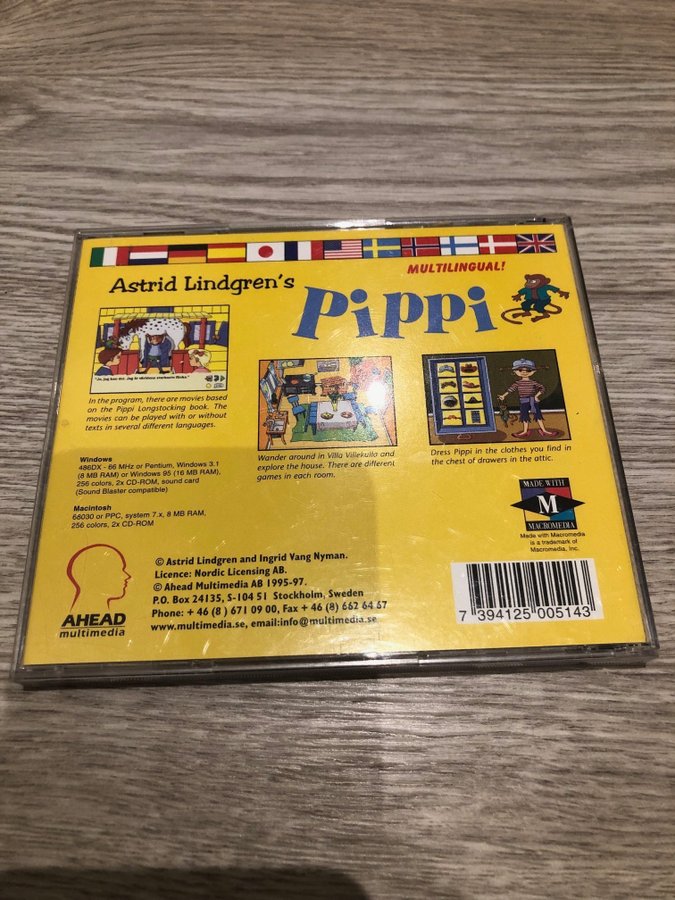 MULTILINGUAL!
Astrid Lindgren's
Pippi
In the program, there are movies based
on the Pippi Longstocking book. The
movies can be played with or without
texts in several different languages.
Wander around in Villa Villekulla and
explore the house. There are different
games in each room.
Dress Pippi in the clothes you find in
the chest of drawers in the attic.
Windows
486DX - 66 MHz or Pentium, Windows 3.1
(8 MB RAM) or Windows 95 (16 MB RAM),
256 colors, 2x CD-ROM, sound card
(Sound Blaster compatible)
Macintosh
68030 or PPC, system 7.x, 8 MB RAM,
256 colors, 2x CD-ROM
MADE WITH
M
MACROMEDIA
Made with Macromedia
is a trademark of
Macromedia, Inc.
AHEAD
multimedia
© Astrid Lindgren and Ingrid Vang Nyman.
Licence: Nordic Licensing AB.
© Ahead Multimedia AB 1995-97.
P.O. Box 24135, S-104 51 Stockholm, Sweden
Phone: + 46 (8) 671 09 00, Fax + 46 (8) 662 64 67
www.multimedia.se, email:info@multimedia.se
7 394125 005143